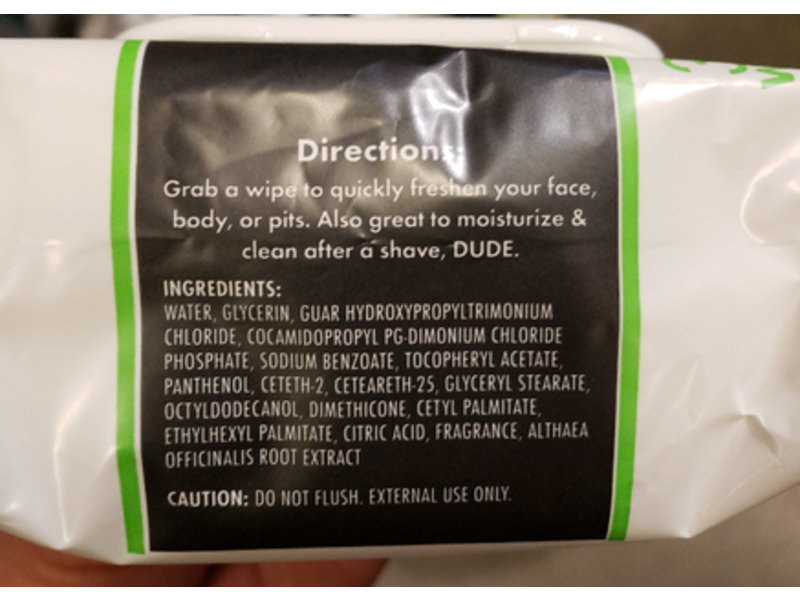 Directions:
Grab a wipe to quickly freshen your face,
body, or pits. Also great to moisturize &
clean after a shave, DUDE.
INGREDIENTS:
WATER, GLYCERIN, GUAR HYDROXYPROPYLTRIMONIUM
CHLORIDE, COCAMIDOPROPYL PG-DIMONIUM CHLORIDE
PHOSPHATE, SODIUM BENZOATE, TOCOPHERYL ACETATE,
PANTHENOL, CETETH-2, CETEARETH-25, GLYCERYL STEARATE,
OCTYLDODECANOL, DIMETHICONE, CETYL PALMITATE,
ETHYLHEXYL PALMITATE, CITRIC ACID, FRAGRANCE, ALTHAEA
OFFICINALIS ROOT EXTRACT
CAUTION: DO NOT FLUSH. EXTERNAL USE ONLY.